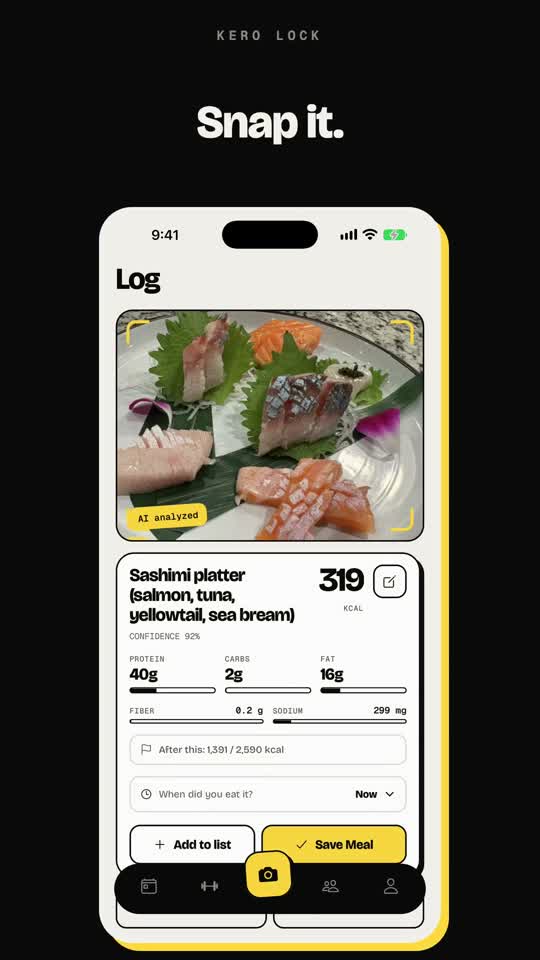 KERO LOCK
Snap it.
9:41
Log
AI analyzed
Sashimi platter
(salmon, tuna,
yellowtail, sea bream)
319
KCAL
CONFIDENCE 92%
PROTEIN CARBS FAT
40g 2g 16g
FIBER 0.2 g SODIUM 299 mg
After this: 1,391 / 2,590 kcal
When did you eat it? Now
Add to list Save Meal